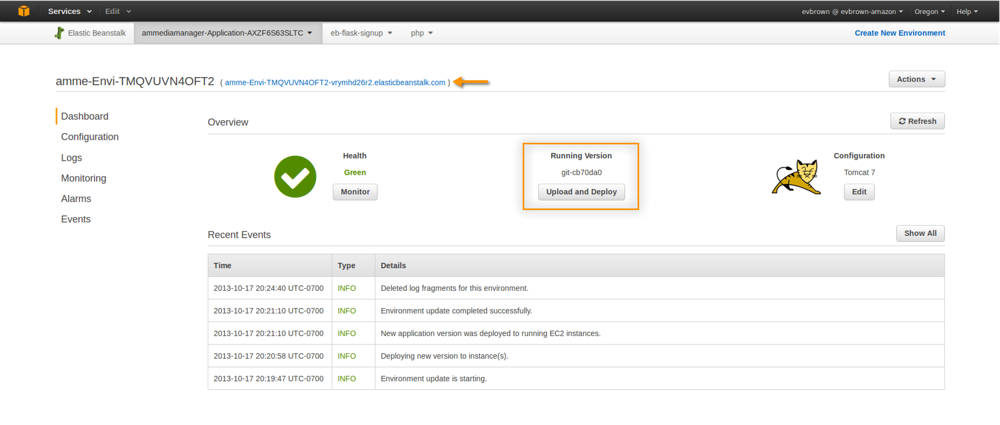 Services Edit evbrown @ evbrown-amazon Oregon Help
Elastic Beanstalk ammediamanager-Application-AXZF6S63SLTC eb-flask-signup php Create New Environment
amme-Envi-TMQVUVN4OFT2 ( amme-Envi-TMQVUVN4OFT2-vrymhd26r2.elasticbeanstalk.com ) Actions
Dashboard
Configuration
Logs
Monitoring
Alarms
Events
Overview Refresh
Health
Green
Monitor
Running Version
git-cb70da0
Upload and Deploy
Configuration
Tomcat 7
Edit
Recent Events Show All
Time Type Details
2013-10-17 20:24:40 UTC-0700 INFO Deleted log fragments for this environment.
2013-10-17 20:21:10 UTC-0700 INFO Environment update completed successfully.
2013-10-17 20:21:10 UTC-0700 INFO New application version was deployed to running EC2 instances.
2013-10-17 20:20:58 UTC-0700 INFO Deploying new version to instance(s).
2013-10-17 20:19:47 UTC-0700 INFO Environment update is starting.